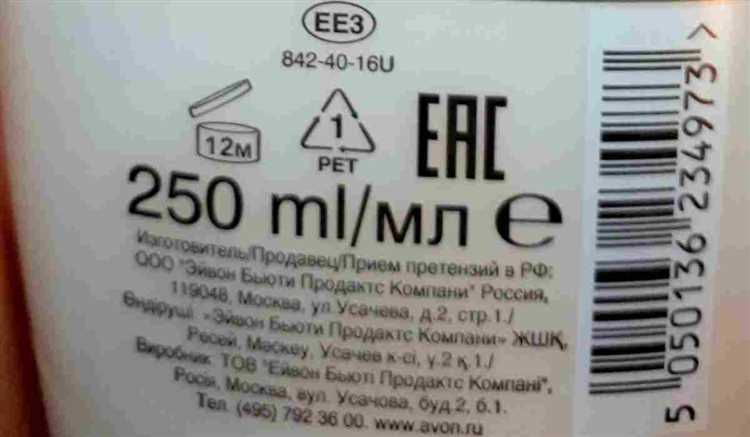 EE3
842-40-16U
12м
1
PET
EAC
250 ml/мл e
Изготовитель/Продавец/Прием претензий в РФ:
ООО "Эйвон Бьюти Продактс Компани" Россия,
119048, Москва, ул.Усачева, д.2, стр.1./
Өндіруші: «Эйвон Бьюти Продактс Компани» ЖШҚ,
Ресей, Мәскеу, Усачев к-сі, ү.2 қ.1./
Виробник: ТОВ "Ейвон Б'юті Продактс Компані",
Росія, Москва, вул. Усачова, буд.2, б.1.
Тел. (495) 792 36 00. www.avon.ru
5 050136 234973 >